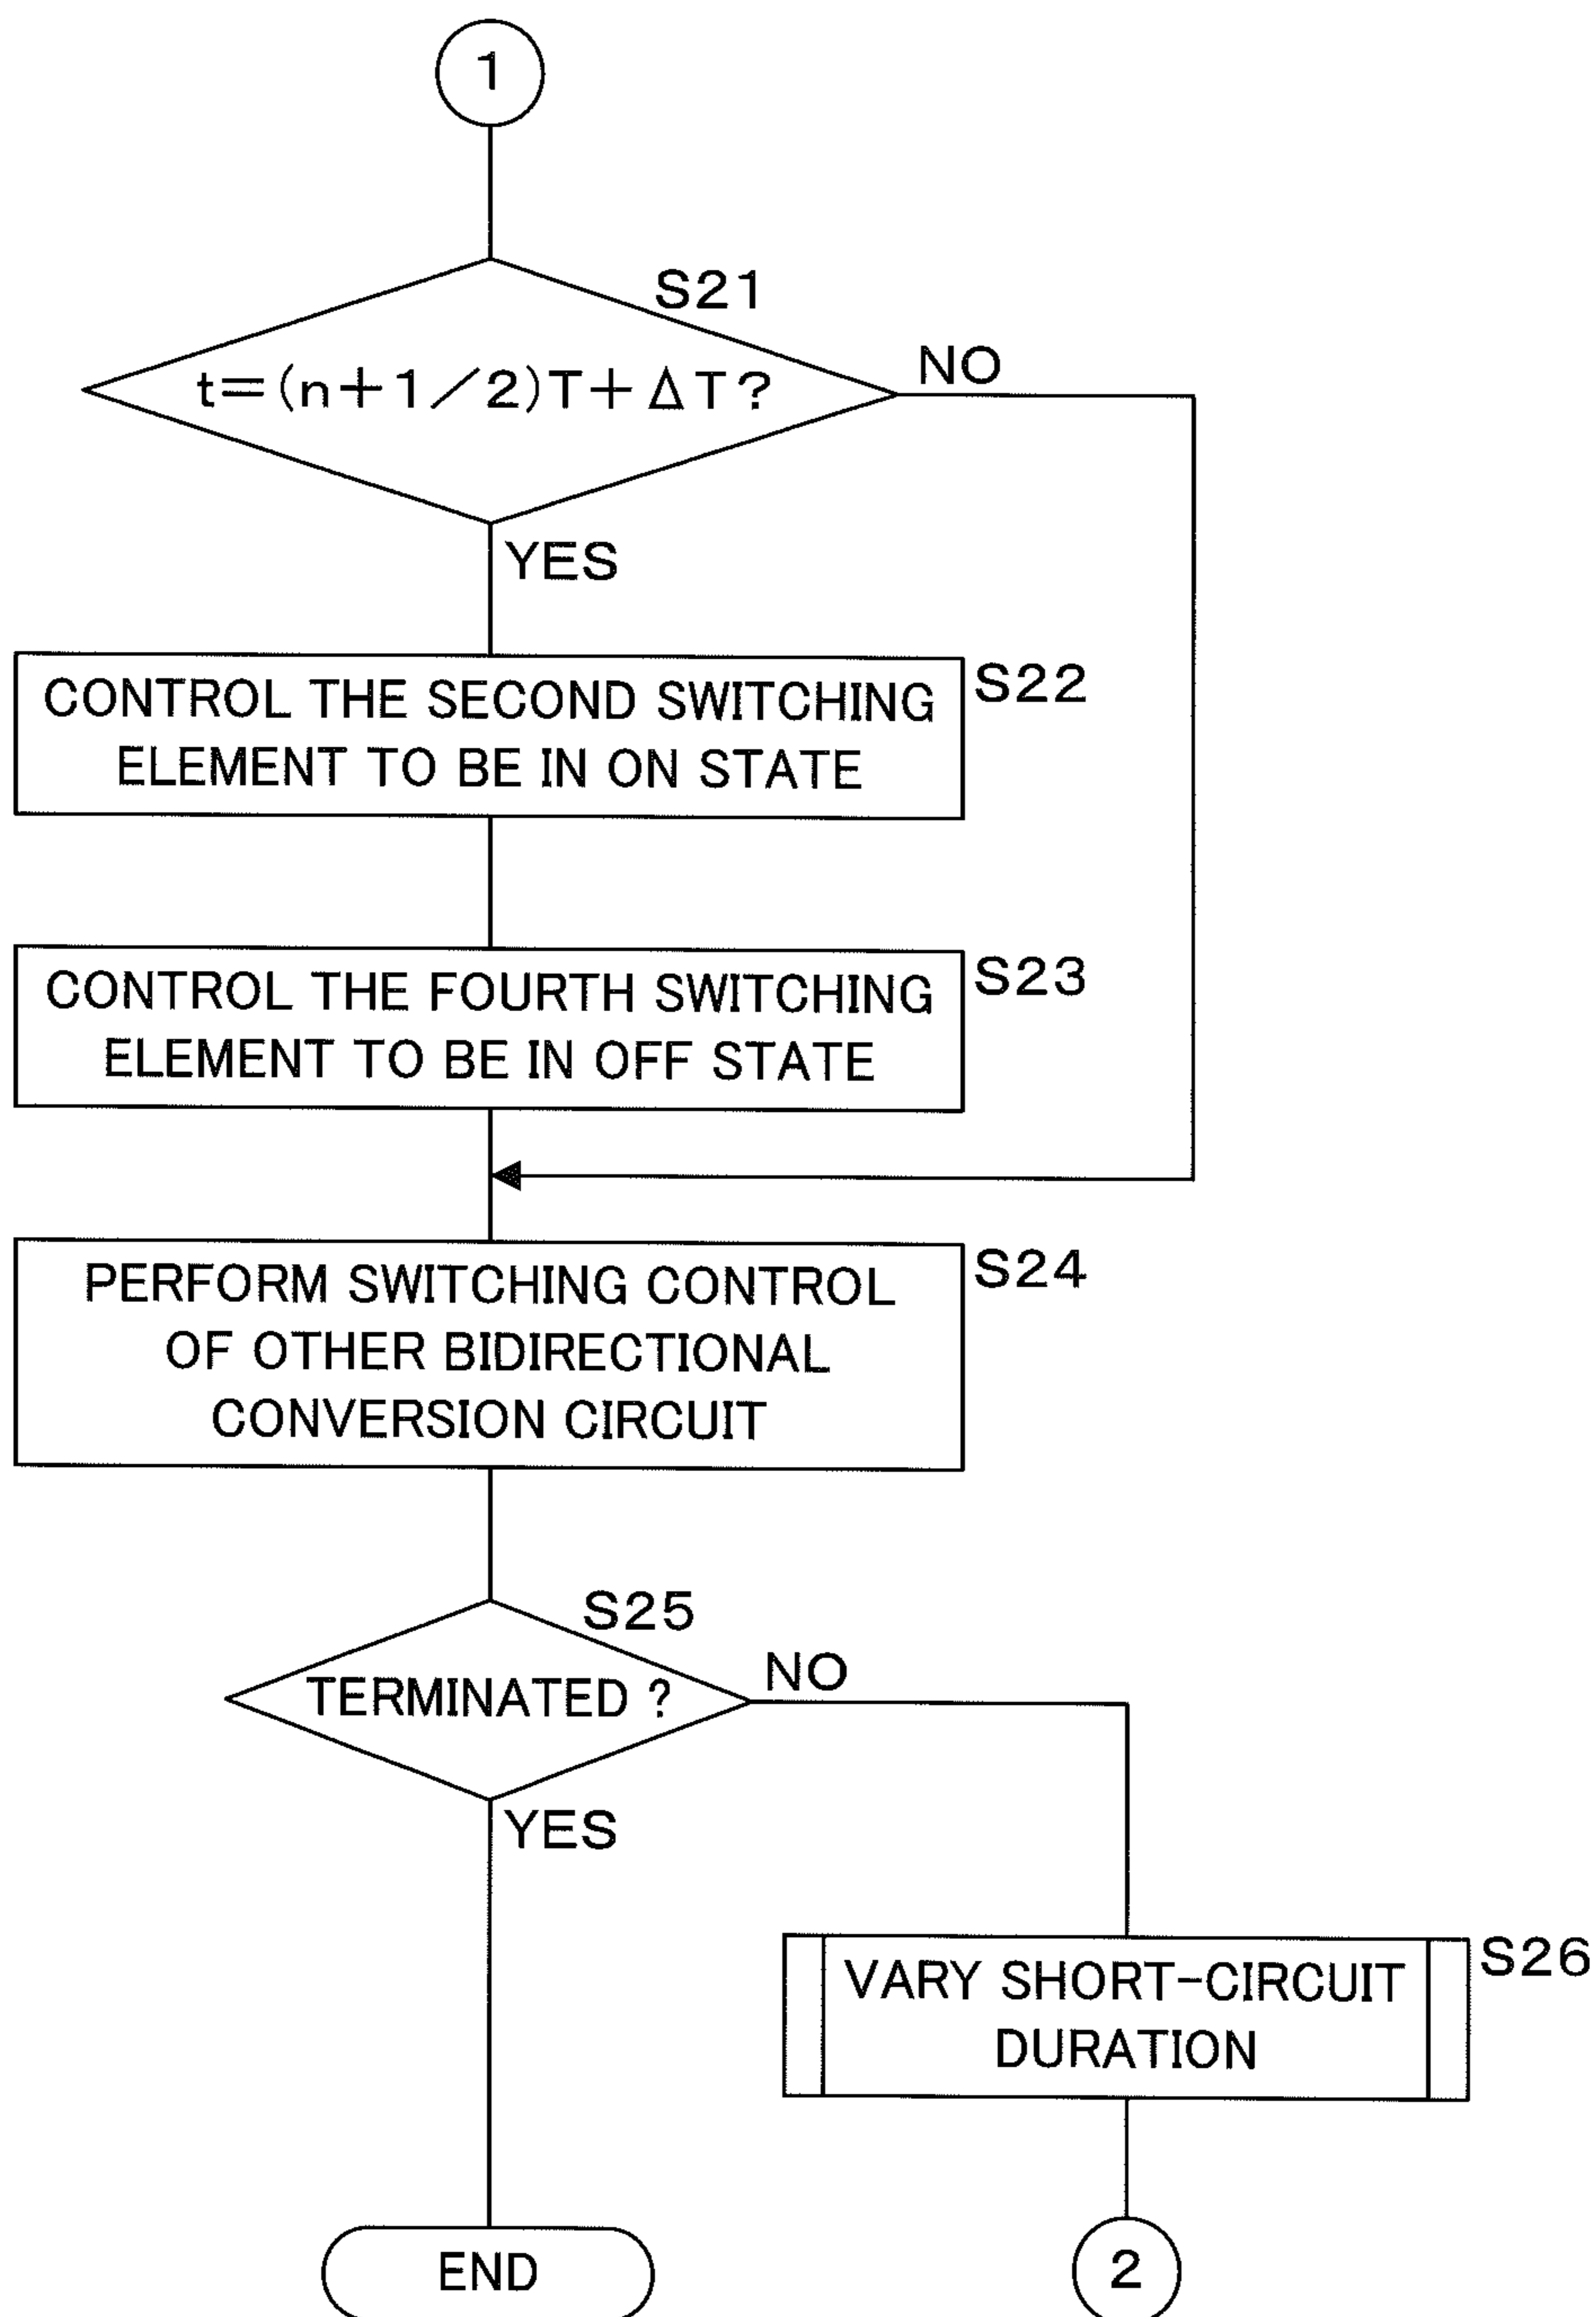 1
S21
t=(n+1/2)T+ΔT?
NO
YES
CONTROL THE SECOND SWITCHING
ELEMENT TO BE IN ON STATE
S22
CONTROL THE FOURTH SWITCHING
ELEMENT TO BE IN OFF STATE
S23
PERFORM SWITCHING CONTROL
OF OTHER BIDIRECTIONAL
CONVERSION CIRCUIT
S24
S25
TERMINATED ?
NO
YES
VARY SHORT-CIRCUIT
DURATION
S26
END
2